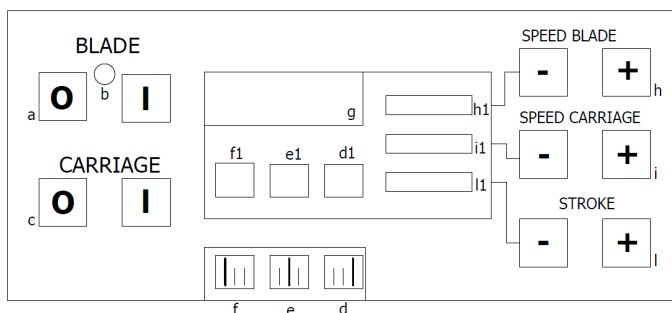 BLADE
SPEED BLADE
O
b
I
a
g
h1
-
+
h
SPEED CARRIAGE
f1
e1
d1
i1
-
+
i
CARRIAGE
l1
O
I
c
STROKE
-
+
l
f
e
d